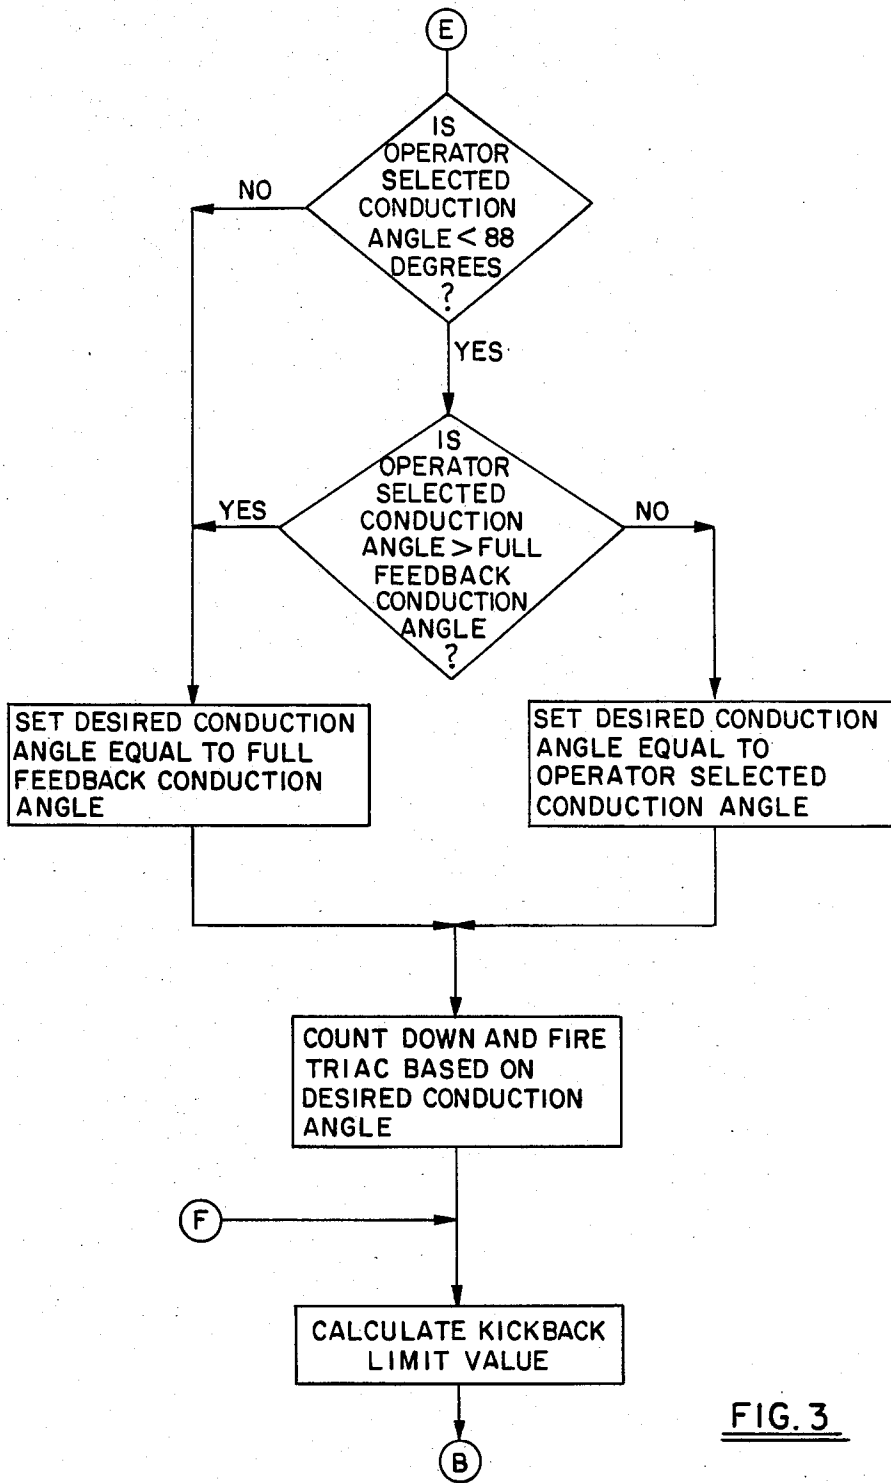 E
IS
OPERATOR
SELECTED
CONDUCTION
ANGLE < 88
DEGREES
?
NO
YES
IS
OPERATOR
SELECTED
CONDUCTION
ANGLE > FULL
FEEDBACK
CONDUCTION
ANGLE
?
YES
NO
SET DESIRED CONDUCTION
ANGLE EQUAL TO FULL
FEEDBACK CONDUCTION
ANGLE
SET DESIRED CONDUCTION
ANGLE EQUAL TO
OPERATOR SELECTED
CONDUCTION ANGLE
COUNT DOWN AND FIRE
TRIAC BASED ON
DESIRED CONDUCTION
ANGLE
F
CALCULATE KICKBACK
LIMIT VALUE
B
FIG. 3